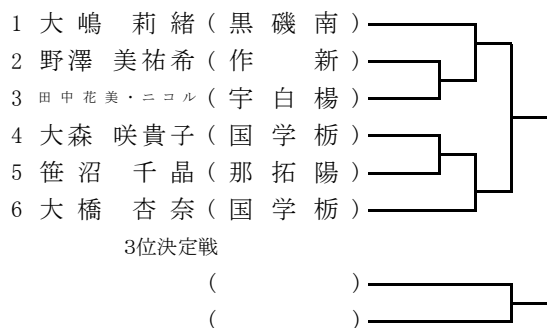 1 大嶋 莉緒 ( 黒磯南 )
2 野澤 美祐希 ( 作新 )
3 田中花美・ニコル ( 宇白楊 )
4 大森 咲貴子 ( 国学栃 )
5 笹沼 千晶 ( 那拓陽 )
6 大橋 杏奈 ( 国学栃 )
3位決定戦
( )
( )